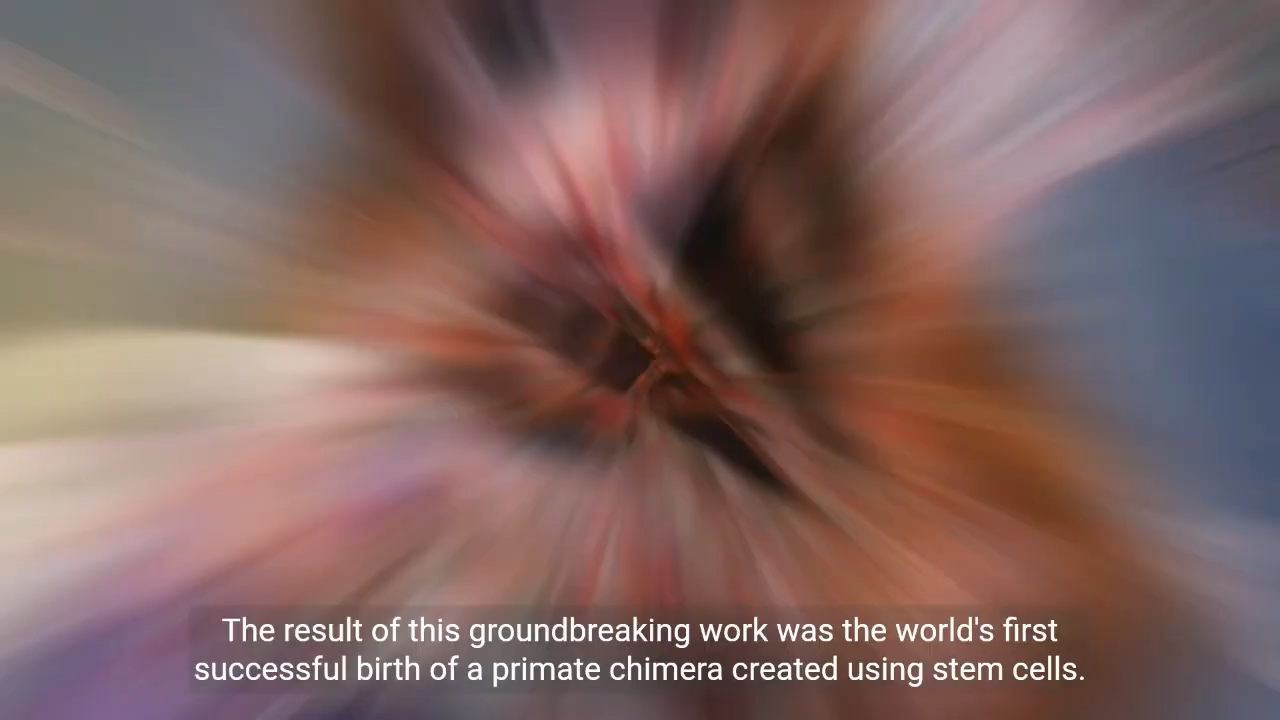 The result of this groundbreaking work was the world's first
successful birth of a primate chimera created using stem cells.